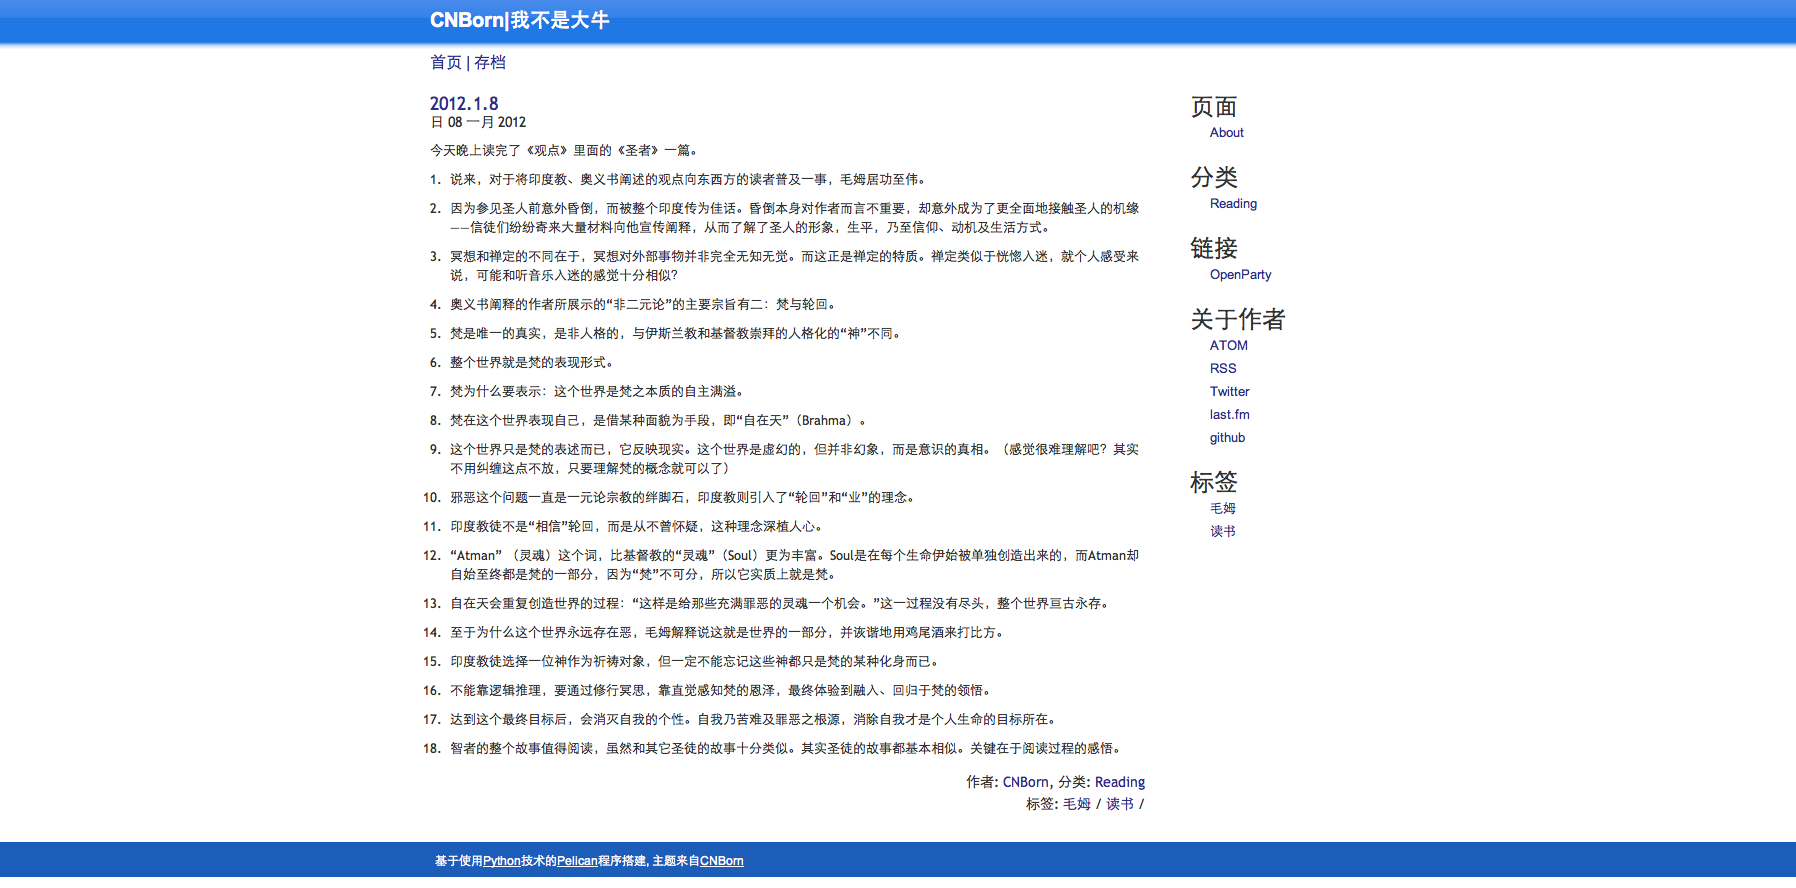 CNBorn|我不是大牛
首页 | 存档
2012.1.8
日 08 一月 2012
今天晚上读完了《观点》里面的《圣者》一篇。
1. 说来，对于将印度教、奥义书阐述的观点向东西方的读者普及一事，毛姆居功至伟。
2. 因为参见圣人前意外昏倒，而被整个印度传为佳话。昏倒本身对作者而言不重要，却意外成为了更全面地接触圣人的机缘
——信徒们纷纷寄来大量材料向他宣传阐释，从而了解了圣人的形象，生平，乃至信仰、动机及生活方式。
3. 冥想和禅定的不同在于，冥想对外部事物并非完全无知无觉。而这正是禅定的特质。禅定类似于恍惚入迷，就个人感受来
说，可能和听音乐入迷的感觉十分相似？
4. 奥义书阐释的作者所展示的“非二元论”的主要宗旨有二：梵与轮回。
5. 梵是唯一的真实，是非人格的，与伊斯兰教和基督教崇拜的人格化的“神”不同。
6. 整个世界就是梵的表现形式。
7. 梵为什么要表示：这个世界是梵之本质的自主满溢。
8. 梵在这个世界表现自己，是借某种面貌为手段，即“自在天”（Brahma）。
9. 这个世界只是梵的表述而已，它反映现实。这个世界是虚幻的，但并非幻象，而是意识的真相。（感觉很难理解吧？其实
不用纠缠这点不放，只要理解梵的概念就可以了）
10. 邪恶这个问题一直是一元论宗教的绊脚石，印度教则引入了“轮回”和“业”的理念。
11. 印度教徒不是“相信”轮回，而是从不曾怀疑，这种理念深植人心。
12. “Atman” （灵魂）这个词，比基督教的“灵魂”（Soul）更为丰富。Soul是在每个生命伊始被单独创造出来的，而Atman却
自始至终都是梵的一部分，因为“梵”不可分，所以它实质上就是梵。
13. 自在天会重复创造世界的过程：“这样是给那些充满罪恶的灵魂一个机会。”这一过程没有尽头，整个世界亘古永存。
14. 至于为什么这个世界永远存在恶，毛姆解释说这就是世界的一部分，并诙谐地用鸡尾酒来打比方。
15. 印度教徒选择一位神作为祈祷对象，但一定不能忘记这些神都只是梵的某种化身而已。
16. 不能靠逻辑推理，要通过修行冥思，靠直觉感知梵的恩泽，最终体验到融入、回归于梵的领悟。
17. 达到这个最终目标后，会消灭自我的个性。自我乃苦难及罪恶之根源，消除自我才是个人生命的目标所在。
18. 智者的整个故事值得阅读，虽然和其它圣徒的故事十分类似。其实圣徒的故事都基本相似。关键在于阅读过程的感悟。
作者: CNBorn, 分类: Reading
标签: 毛姆 / 读书 /
页面
About
分类
Reading
链接
OpenParty
关于作者
ATOM
RSS
Twitter
last.fm
github
标签
毛姆
读书
基于使用Python技术的Pelican程序搭建, 主题来自CNBorn